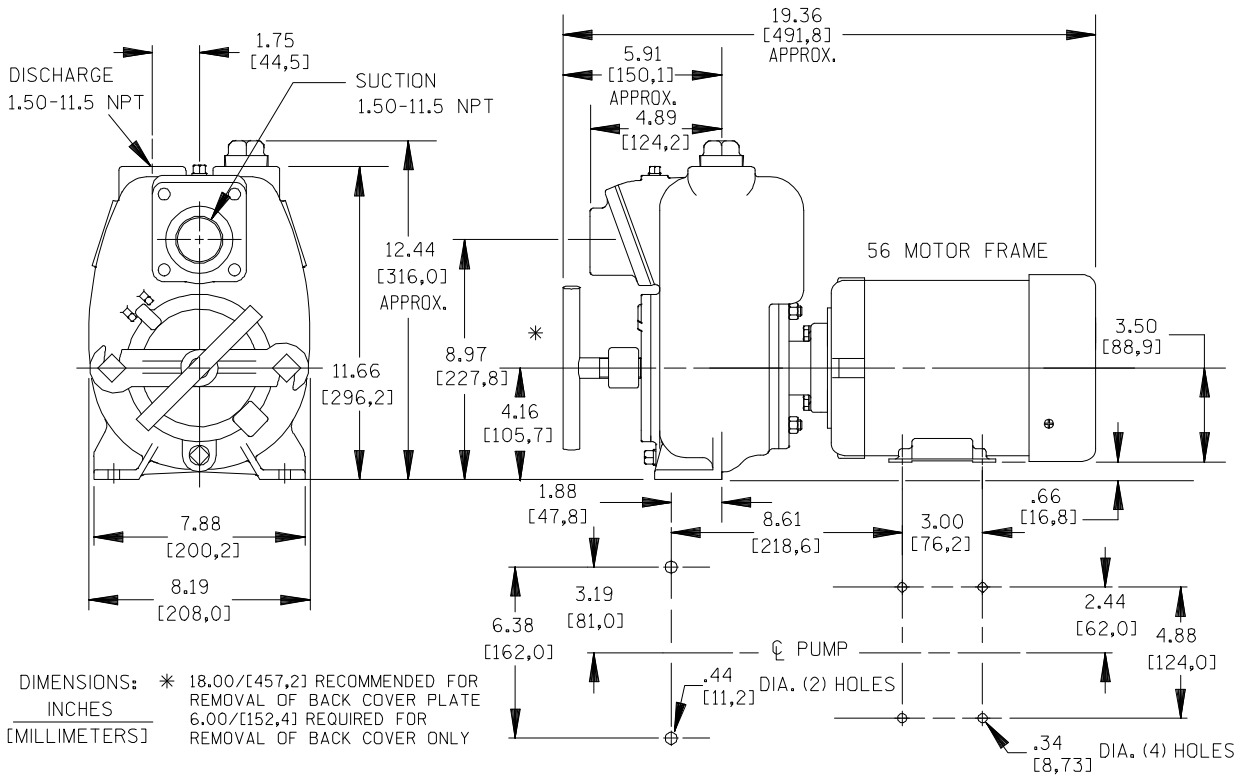 19.36
[491,8]
APPROX.
1.75
[44,5]
5.91
[150,1]
APPROX.
4.89
[124,2]
DISCHARGE
1.50-11.5 NPT
SUCTION
1.50-11.5 NPT
12.44
[316,0]
APPROX.
56 MOTOR FRAME
*
3.50
[88,9]
8.97
[227,8]
11.66
[296,2]
4.16
[105,7]
1.88
[47,8]
8.61
[218,6]
3.00
[76,2]
.66
[16,8]
7.88
[200,2]
8.19
[208,0]
3.19
[81,0]
6.38
[162,0]
2.44
[62,0]
4.88
[124,0]
℄ PUMP
.44
[11,2]
DIA. (2) HOLES
.34
[8,73]
DIA. (4) HOLES
DIMENSIONS:
INCHES
[MILLIMETERS]
* 18.00/[457,2] RECOMMENDED FOR
REMOVAL OF BACK COVER PLATE
6.00/[152,4] REQUIRED FOR
REMOVAL OF BACK COVER ONLY